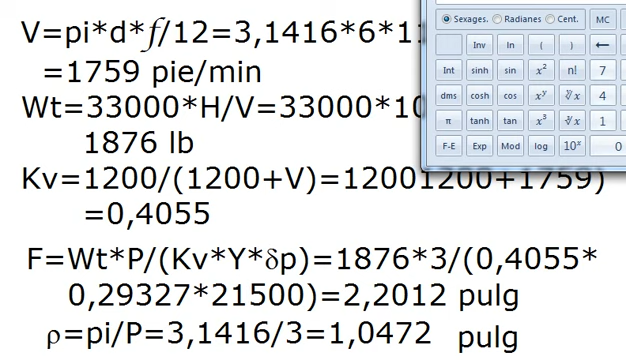 V=pi*d*f/12=3,1416*6*11
=1759 pie/min
Wt=33000*H/V=33000*10
1876 lb
Kv=1200/(1200+V)=12001200+1759)
=0,4055
F=Wt*P/(Kv*Y*δp)=1876*3/(0,4055*
0,29327*21500)=2,2012 pulg
ρ=pi/P=3,1416/3=1,0472 pulg
Sexages. Radianes Cent. MC
Inv ln ( ) ←
Int sinh sin x² n! 7
dms cosh cos xʸ ʸ√x 4
π tanh tan x³ ³√x 1
F-E Exp Mod log 10ˣ 0